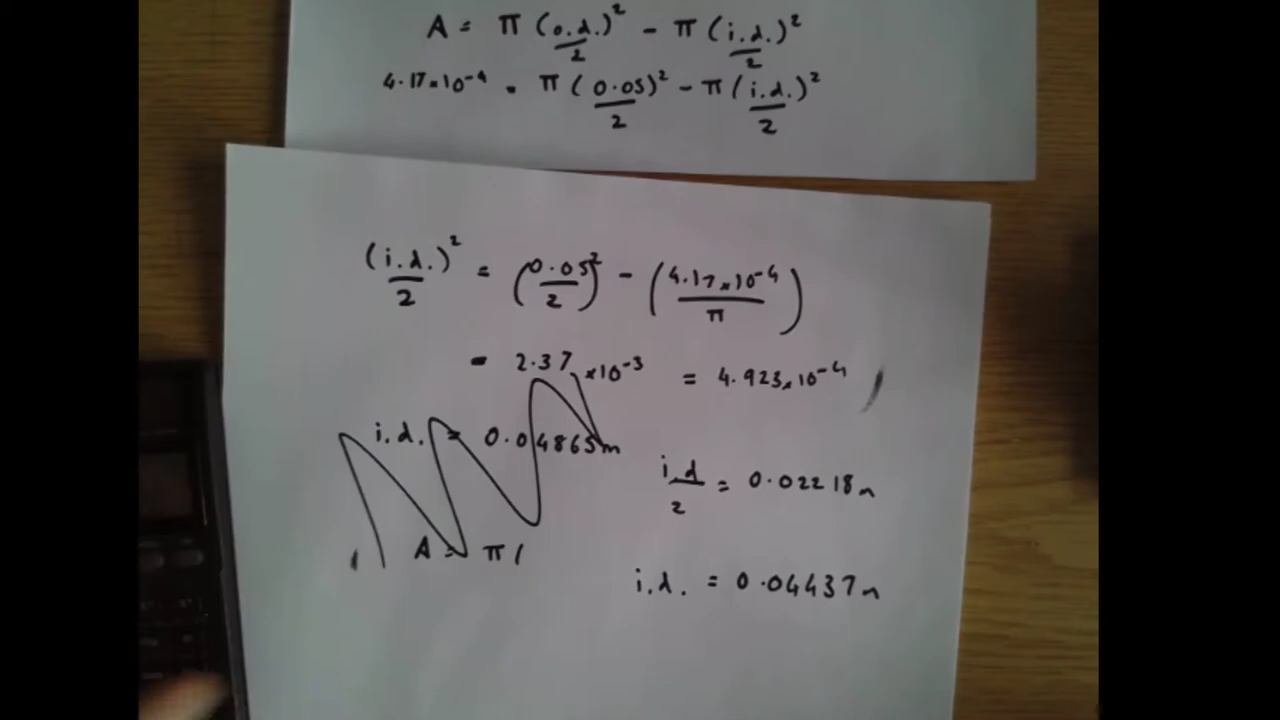 A = π (o.d./2)² - π (i.d./2)²
4.17×10⁻⁴ = π (0.05/2)² - π (i.d./2)²
(i.d./2)² = (0.05/2)² - (4.17×10⁻⁴/π)
= 2.37×10⁻³ = 4.923×10⁻⁴
i.d. = 0.04865m
i.d/2 = 0.02218m
A = π (
i.d. = 0.04437m